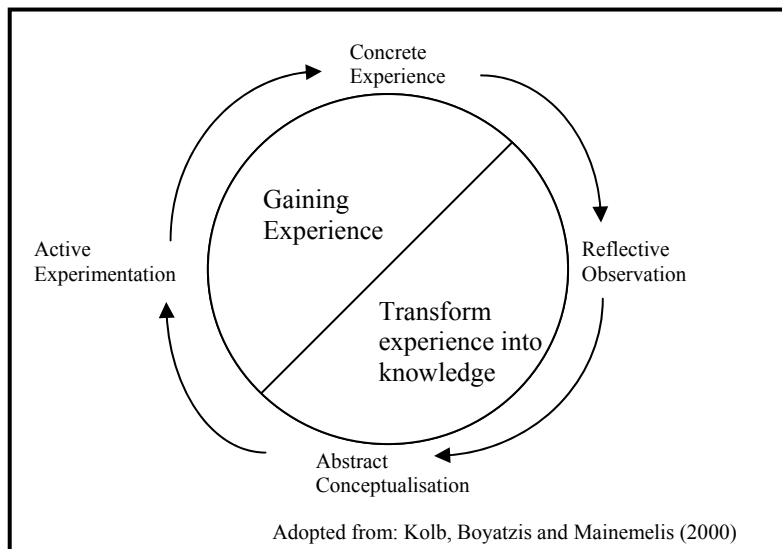 Concrete
Experience
Gaining
Experience
Active
Experimentation
Reflective
Observation
Transform
experience into
knowledge
Abstract
Conceptualisation
Adopted from: Kolb, Boyatzis and Mainemelis (2000)